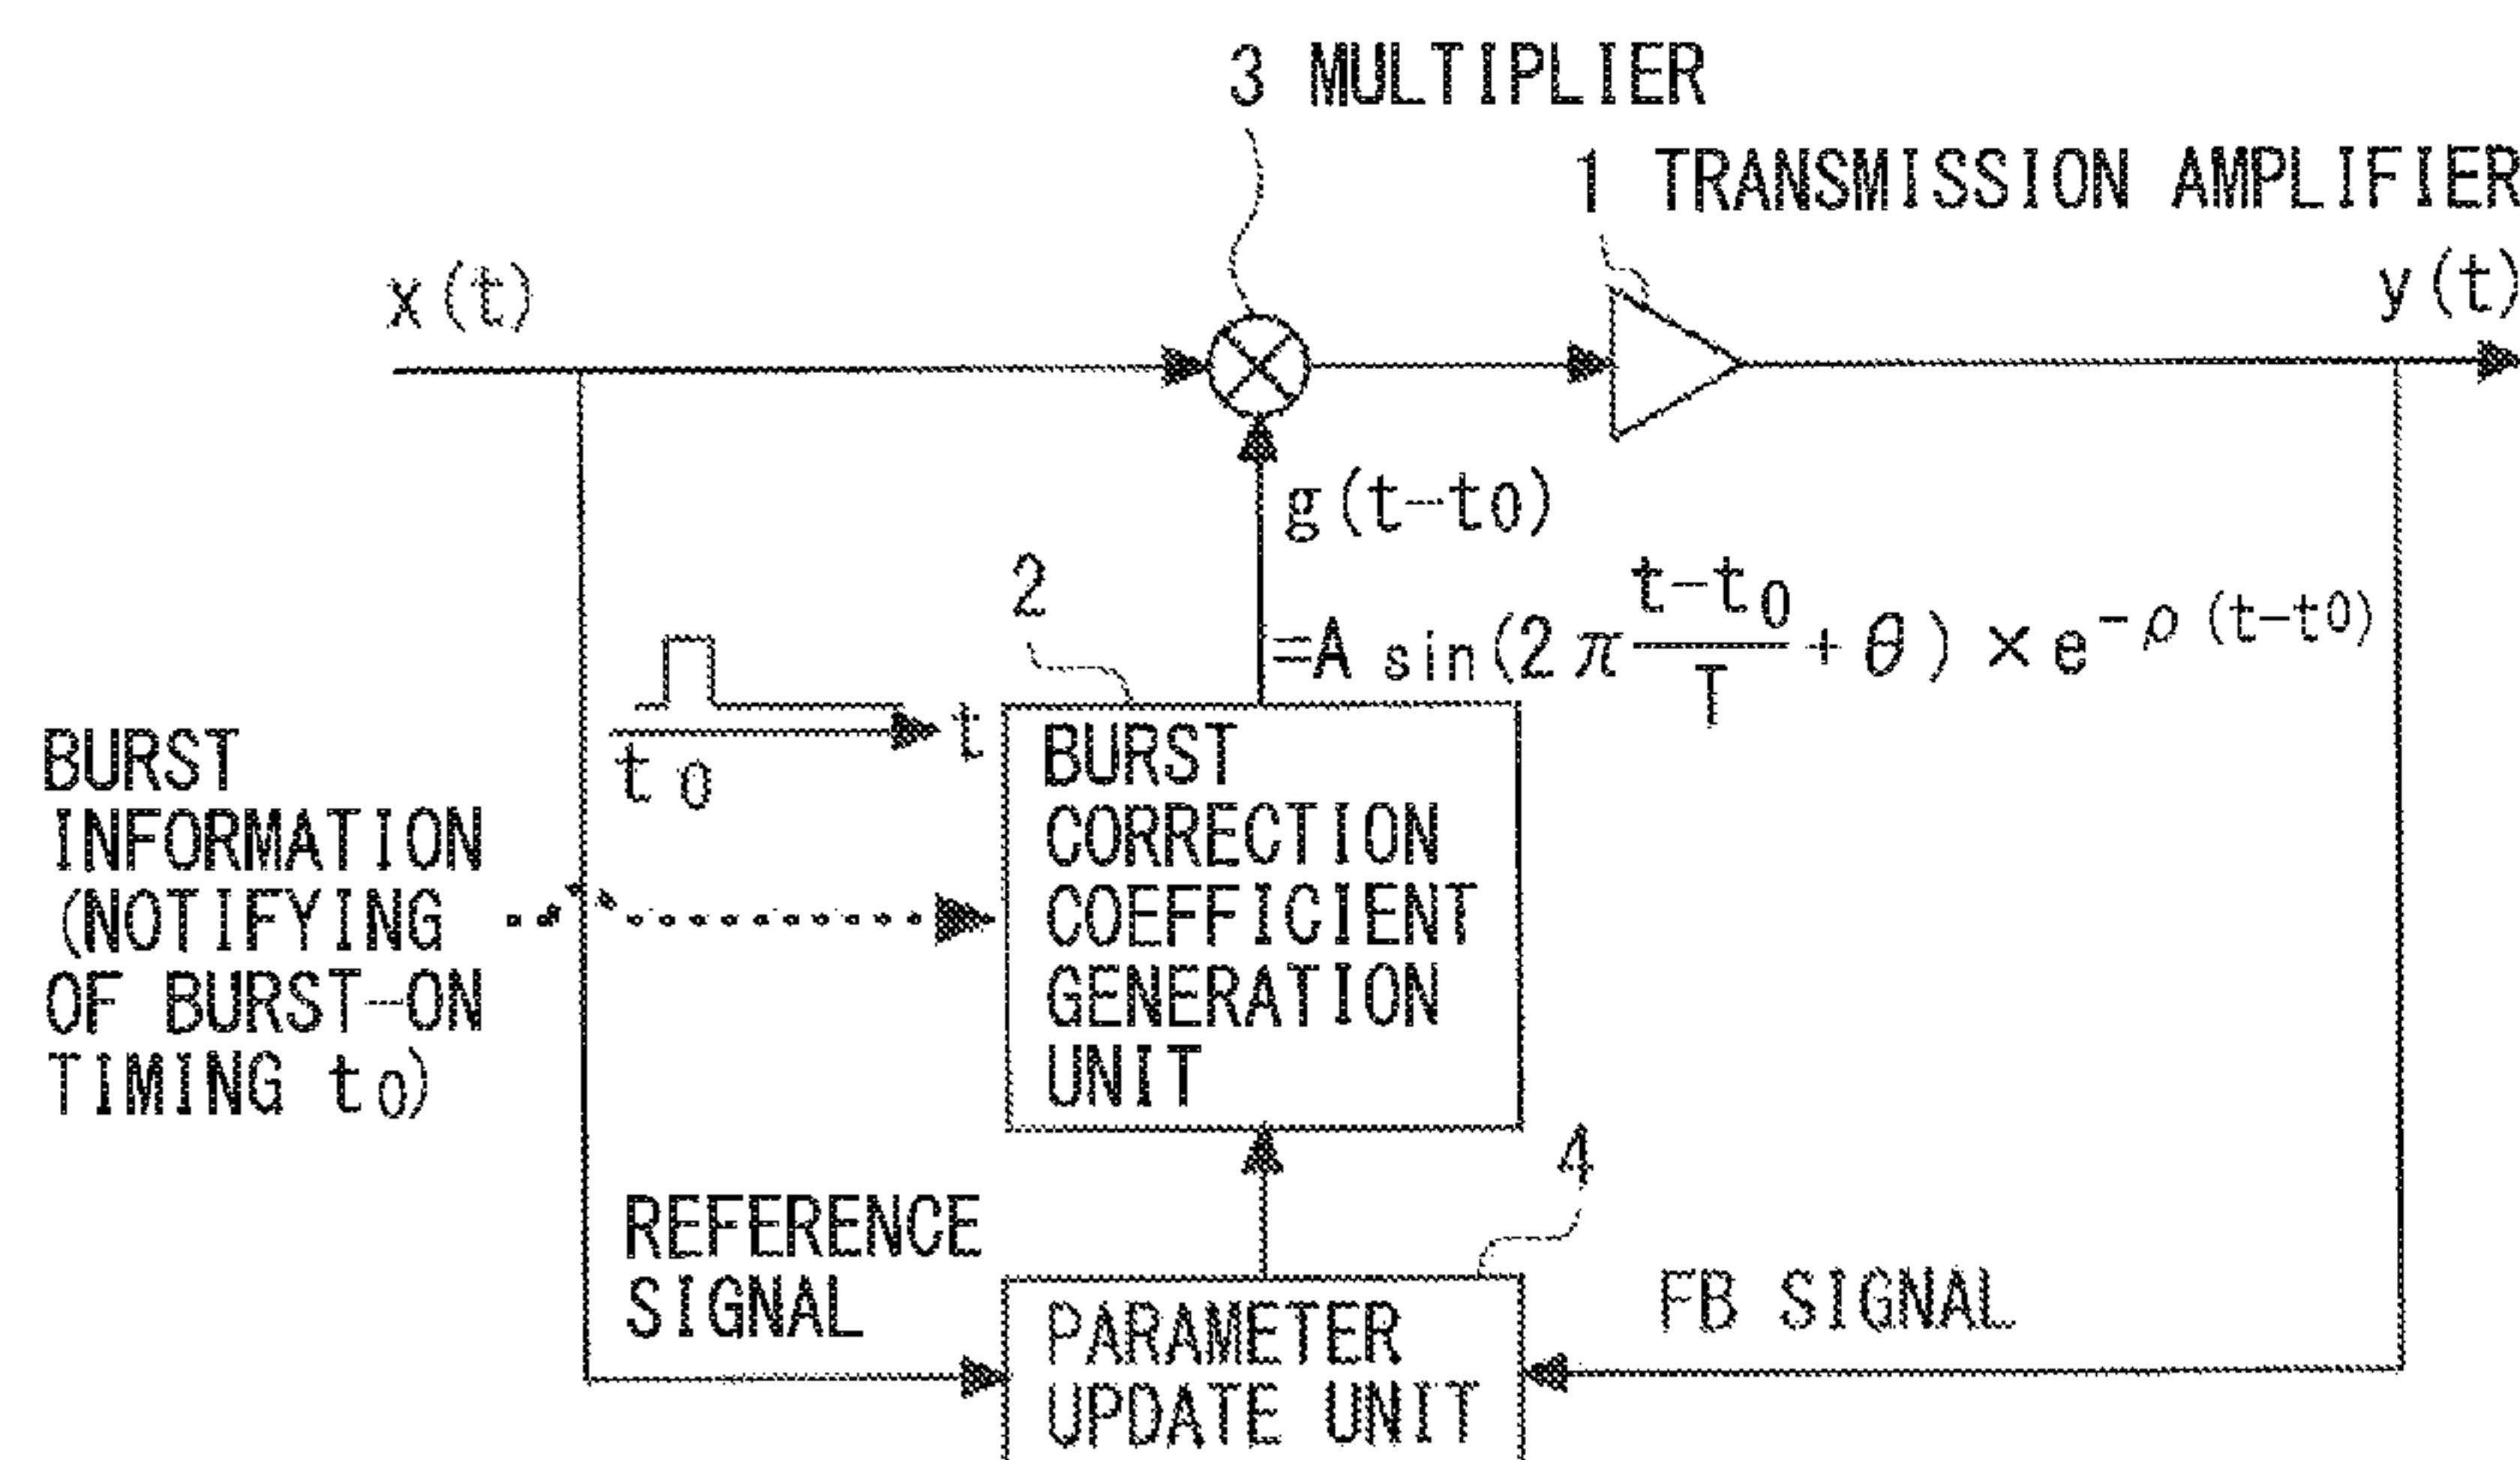 3 MULTIPLIER
1 TRANSMISSION AMPLIFIER
x(t)
y(t)
g(t-t0)
=A sin(2π (t-t0)/T + θ) × e^-ρ(t-t0)
2
t
t0
BURST
INFORMATION
(NOTIFYING
OF BURST-ON
TIMING t0)
BURST
CORRECTION
COEFFICIENT
GENERATION
UNIT
4
REFERENCE
SIGNAL
FB SIGNAL
PARAMETER
UPDATE UNIT